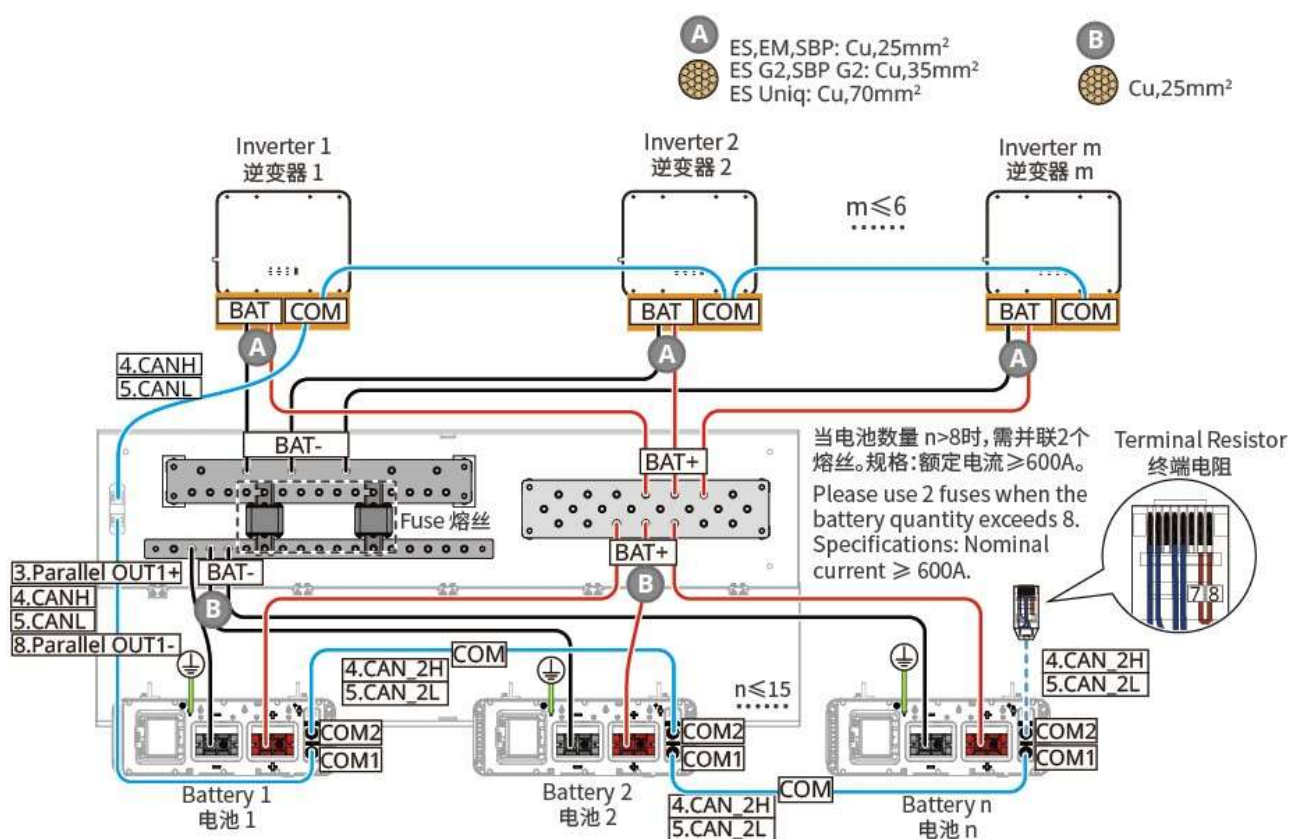 A
ES,EM,SBP: Cu,25mm²
ES G2,SBP G2: Cu,35mm²
ES Uniq: Cu,70mm²
B
Cu,25mm²
Inverter 1
逆变器 1
Inverter 2
逆变器 2
Inverter m
逆变器 m
m≤6
BAT
COM
BAT
COM
BAT
COM
A
A
A
4.CANH
5.CANL
BAT-
BAT+
当电池数量 n>8时,需并联2个
熔丝。规格:额定电流≥600A。
Please use 2 fuses when the
battery quantity exceeds 8.
Specifications: Nominal
current ≥ 600A.
Terminal Resistor
终端电阻
7 8
Fuse 熔丝
BAT+
BAT-
B
B
3.Parallel OUT1+
4.CANH
5.CANL
8.Parallel OUT1-
COM
4.CAN_2H
5.CAN_2L
n≤15
4.CAN_2H
5.CAN_2L
COM2
COM1
COM2
COM1
COM2
COM1
COM
4.CAN_2H
5.CAN_2L
Battery 1
电池 1
Battery 2
电池 2
Battery n
电池 n